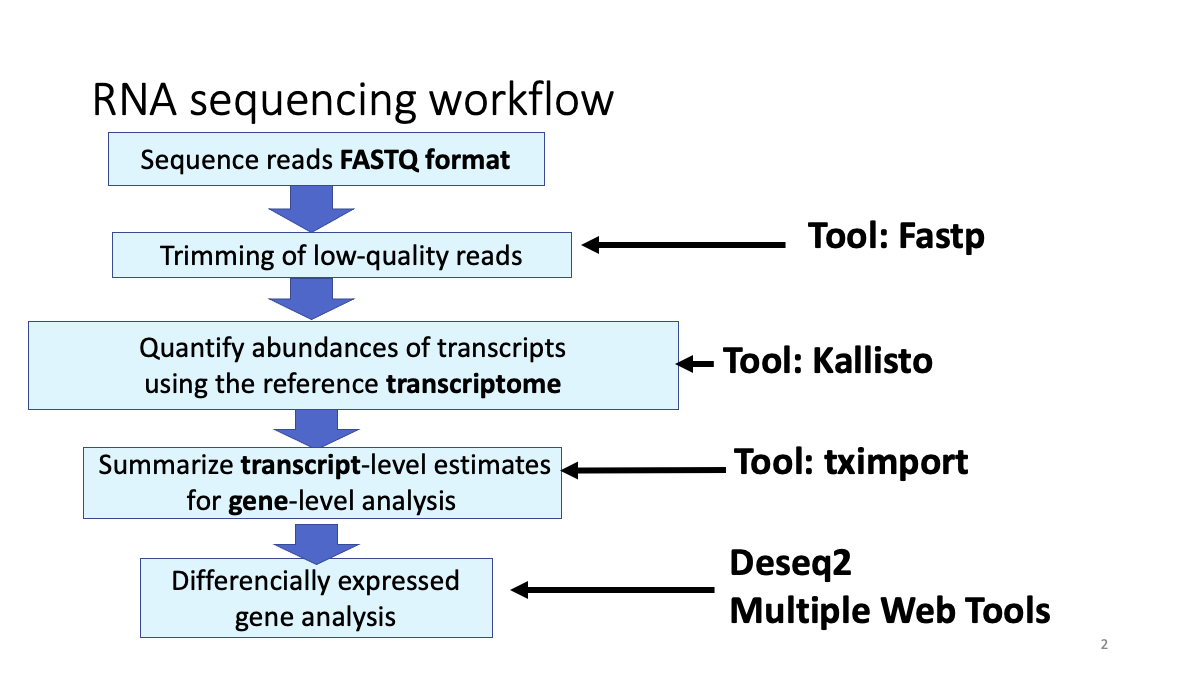 RNA sequencing workflow
Sequence reads FASTQ format
Trimming of low-quality reads
Tool: Fastp
Quantify abundances of transcripts
using the reference transcriptome
Tool: Kallisto
Summarize transcript-level estimates
for gene-level analysis
Tool: tximport
Differencially expressed
gene analysis
Deseq2
Multiple Web Tools
2